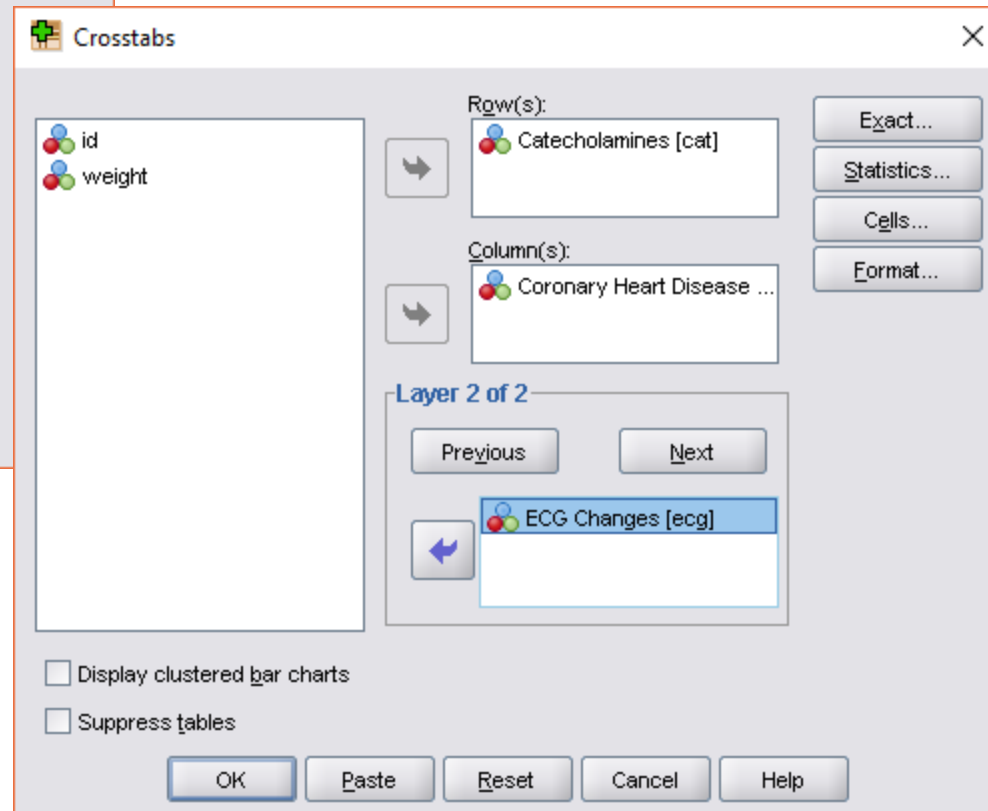 Crosstabs
id
weight
Row(s):
Catecholamines [cat]
Column(s):
Coronary Heart Disease ...
Layer 2 of 2
Previous
Next
ECG Changes [ecg]
Exact...
Statistics...
Cells...
Format...
Display clustered bar charts
Suppress tables
OK
Paste
Reset
Cancel
Help